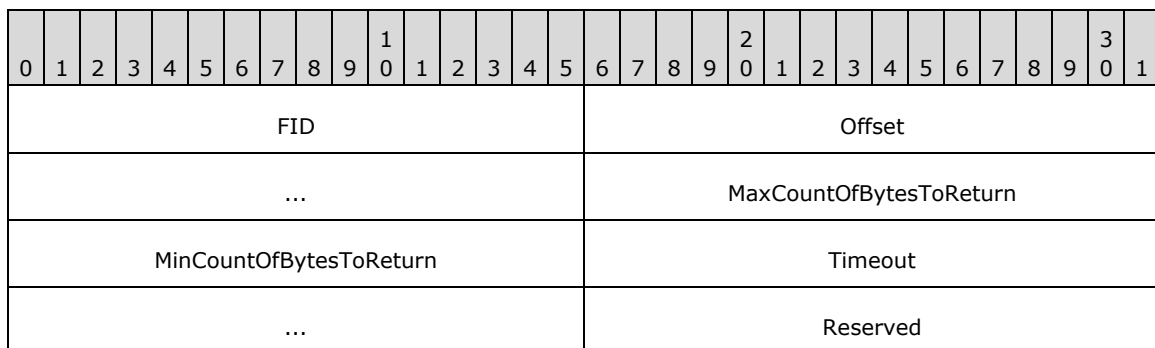 1 2 3
0 1 2 3 4 5 6 7 8 9 0 1 2 3 4 5 6 7 8 9 0 1 2 3 4 5 6 7 8 9 0 1
FID Offset
... MaxCountOfBytesToReturn
MinCountOfBytesToReturn Timeout
... Reserved